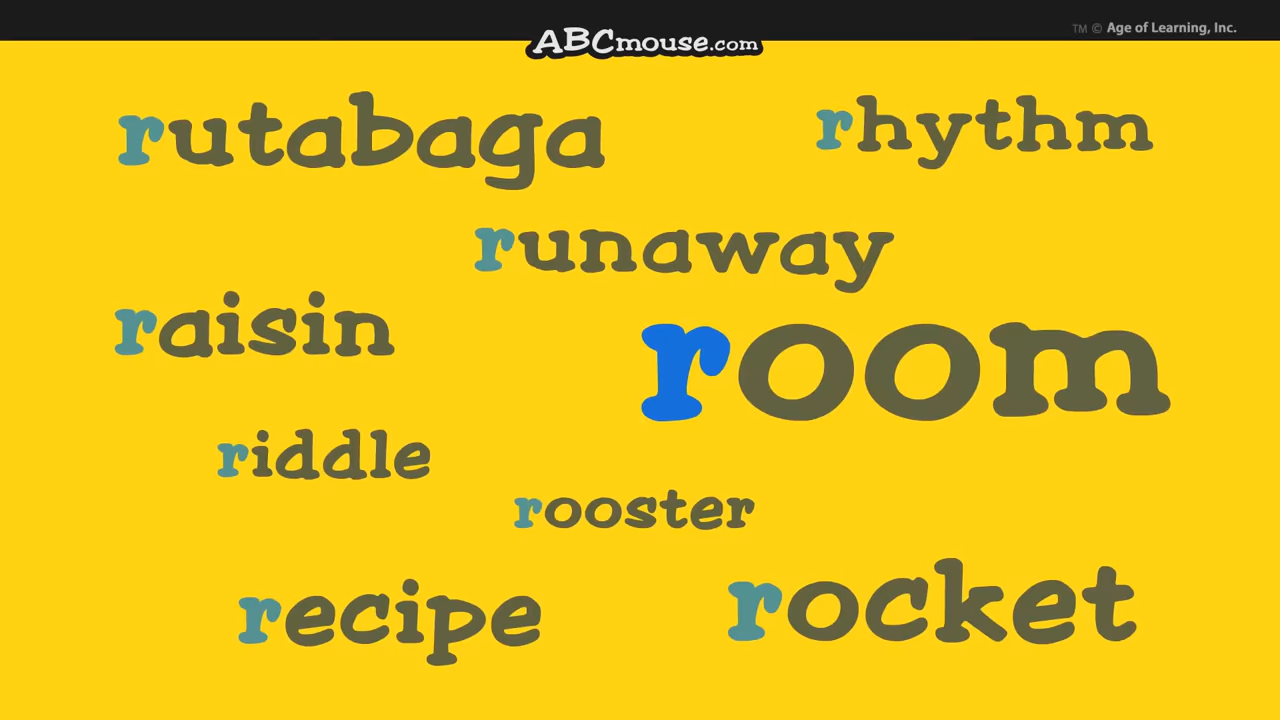 TM © Age of Learning, Inc.
ABCmouse.com
rutabaga
rhythm
runaway
raisin
room
riddle
rooster
recipe
rocket